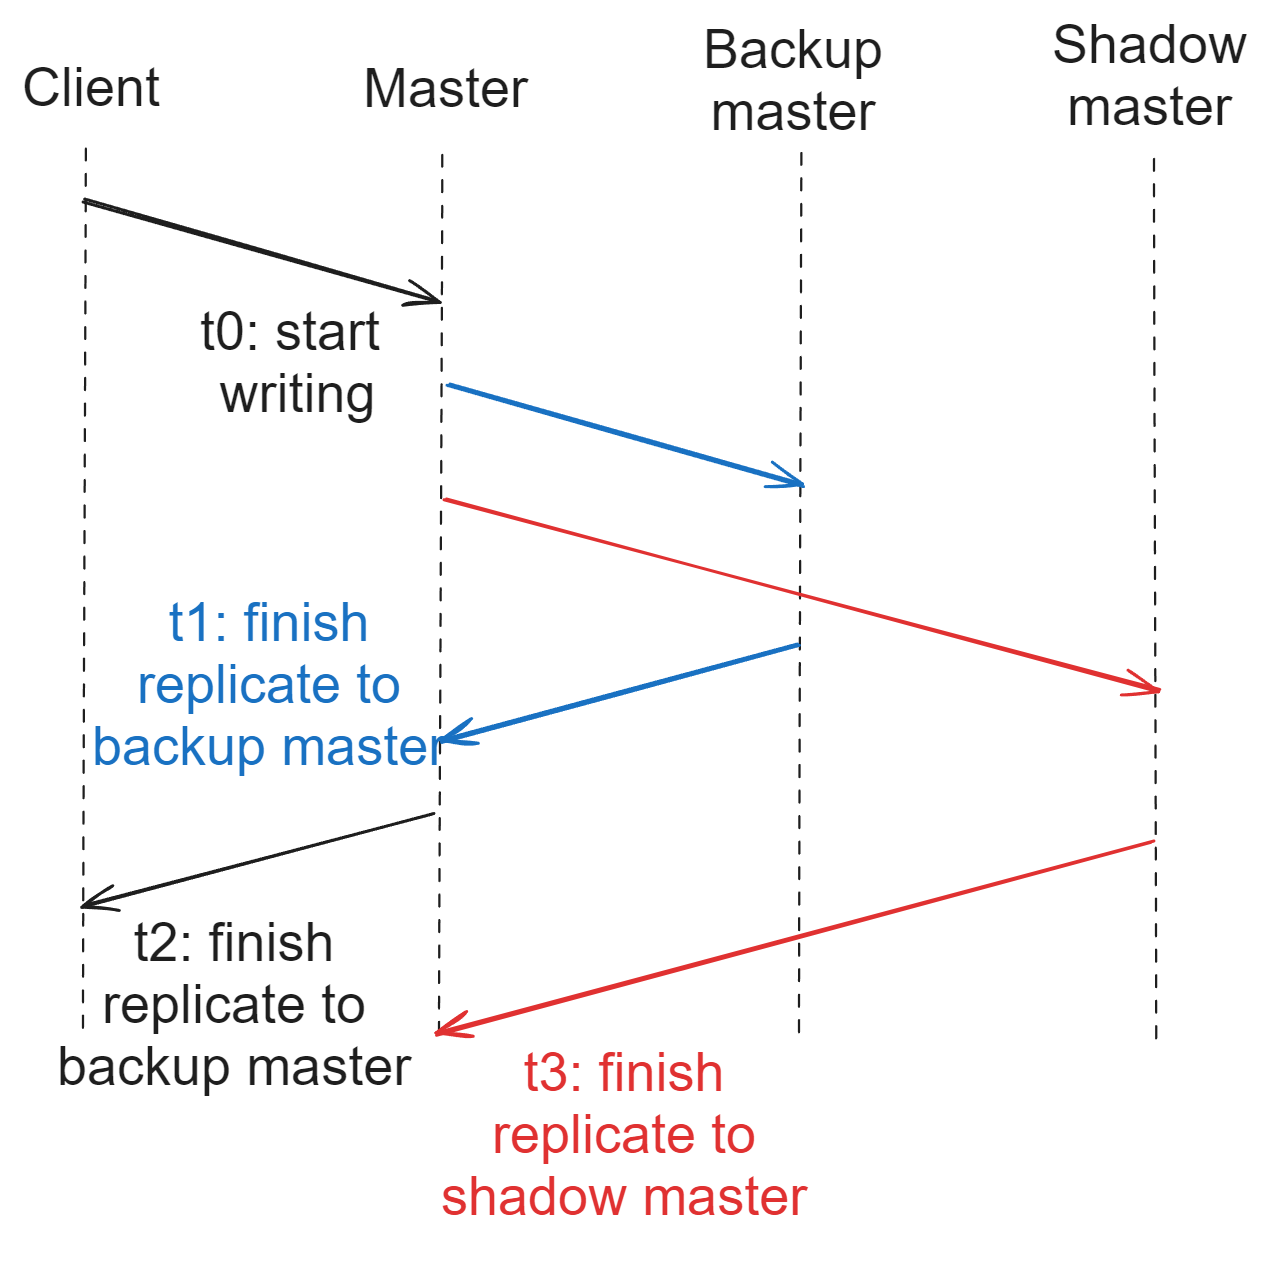 Client
Master
Backup
master
Shadow
master
t0: start
writing
t1: finish
replicate to
backup master
t2: finish
replicate to
backup master
t3: finish
replicate to
shadow master